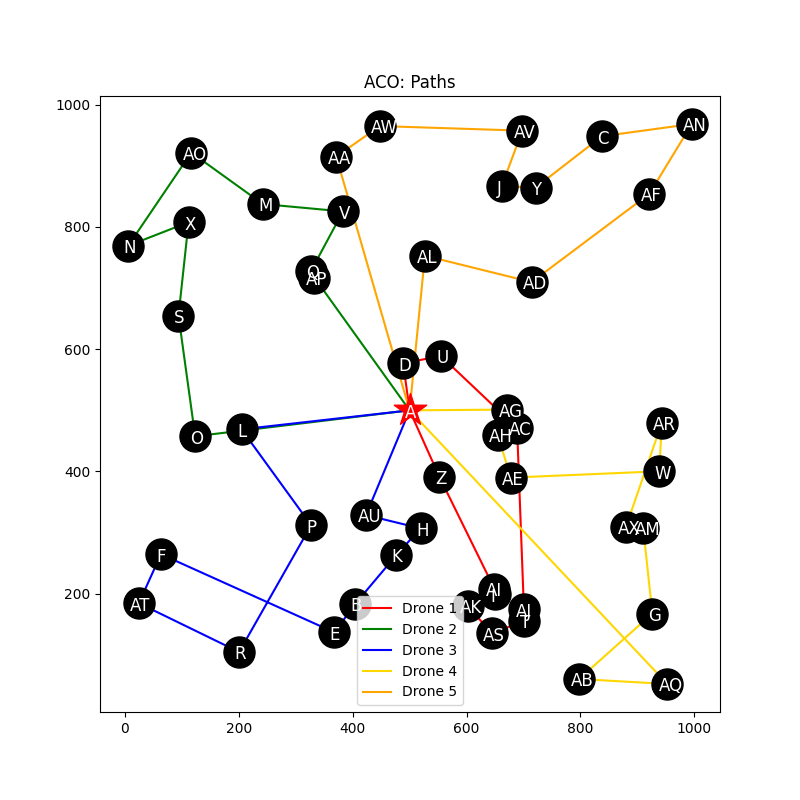 ACO: Paths
1000
800
600
400
200
0
200
400
600
800
1000
AO
N
X
M
V
S
O
L
Q
AP
AA
AW
AV
J
Y
C
AN
AF
AD
AL
D
U
A
AG
AH
AC
AE
AR
W
AX
AM
G
AB
AQ
Z
AU
H
K
B
E
P
F
AT
R
AI
AK
AS
T
Drone 1
Drone 2
Drone 3
Drone 4
Drone 5